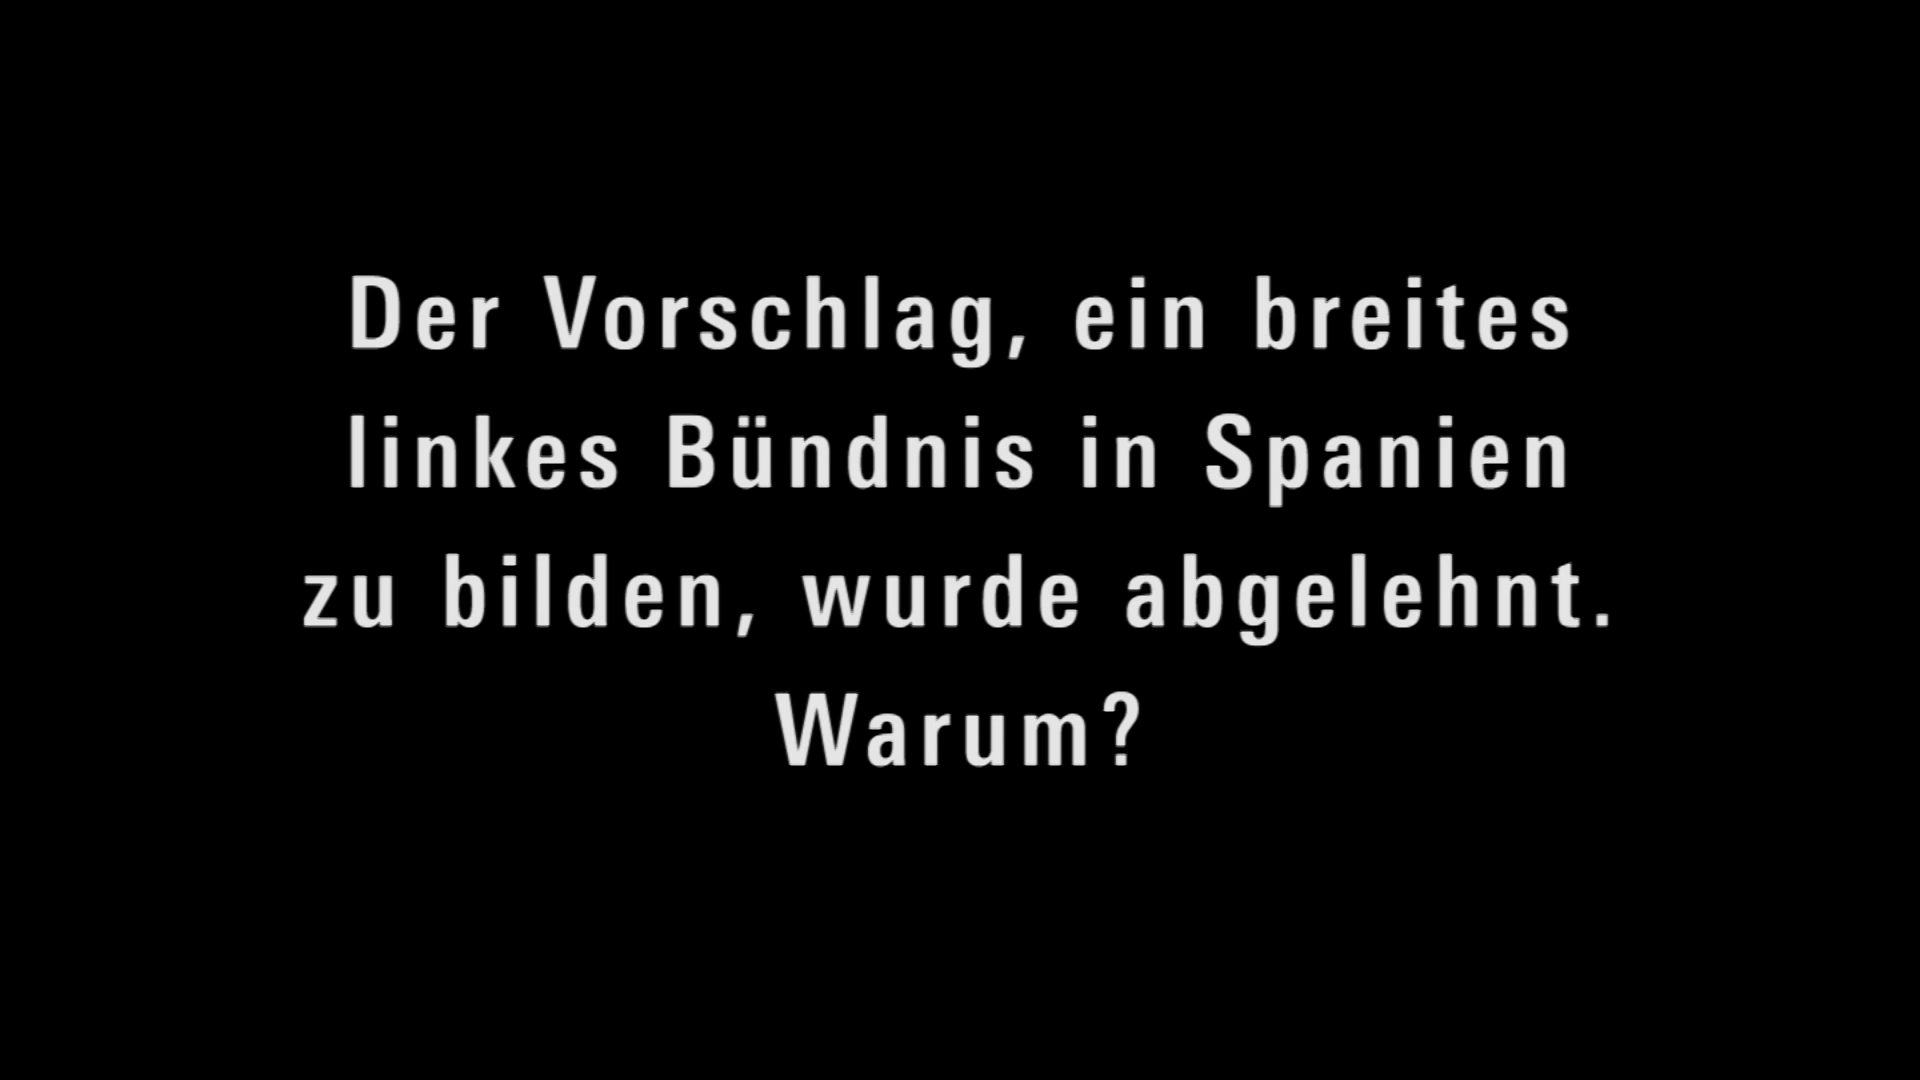 Der Vorschlag, ein breites
linkes Bündnis in Spanien
zu bilden, wurde abgelehnt.
Warum?